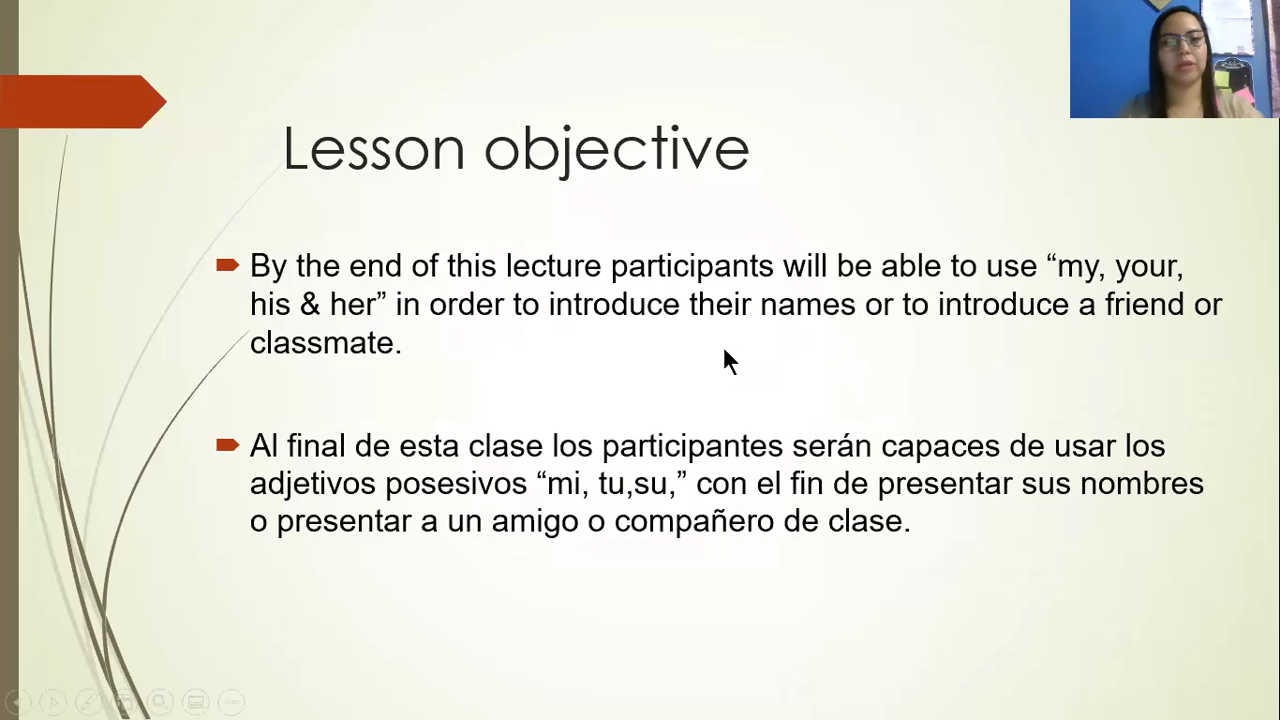 Lesson objective
By the end of this lecture participants will be able to use “my, your,
his & her” in order to introduce their names or to introduce a friend or
classmate.
Al final de esta clase los participantes serán capaces de usar los
adjetivos posesivos “mi, tu,su,” con el fin de presentar sus nombres
o presentar a un amigo o compañero de clase.